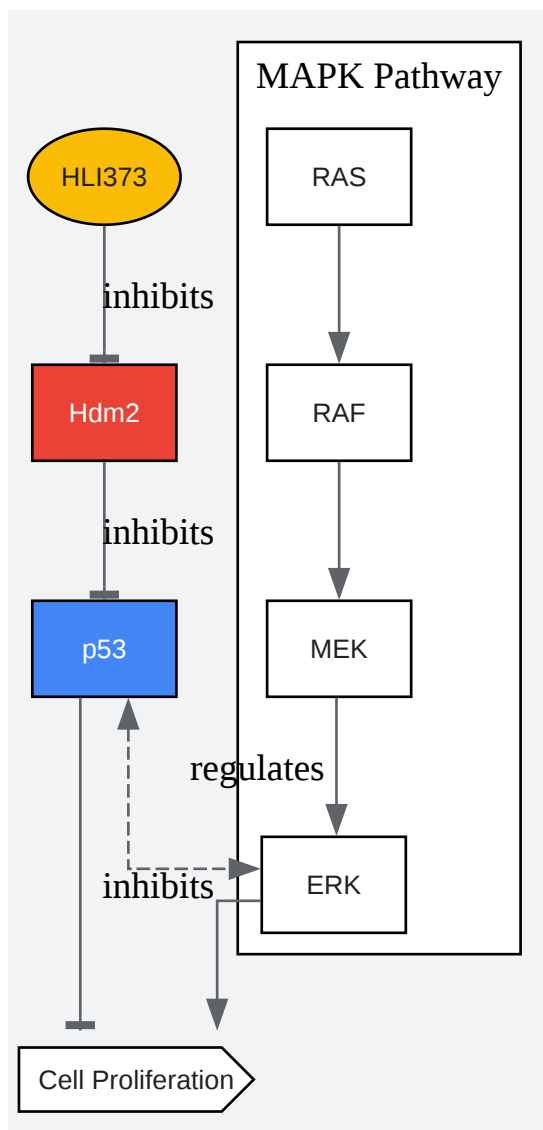 MAPK Pathway
HLI373
RAS
inhibits
Hdm2
RAF
inhibits
p53
MEK
regulates
inhibits
ERK
Cell Proliferation